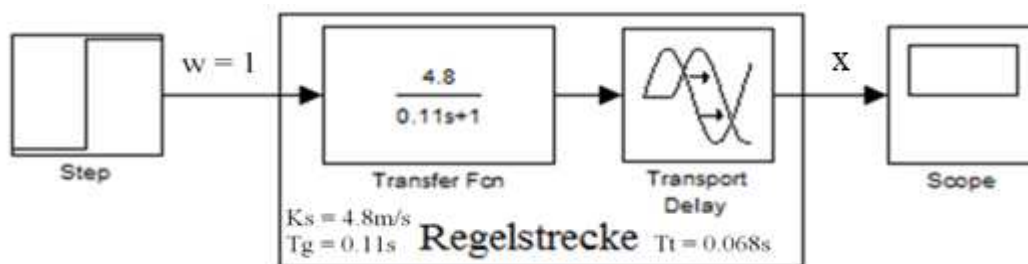 w = 1
4.8
0.11s+1
X
Step
Transfer Fcn
Transport
Delay
Scope
Ks = 4.8m/s
Tg = 0.11s
Regelstrecke
Tt = 0.068s